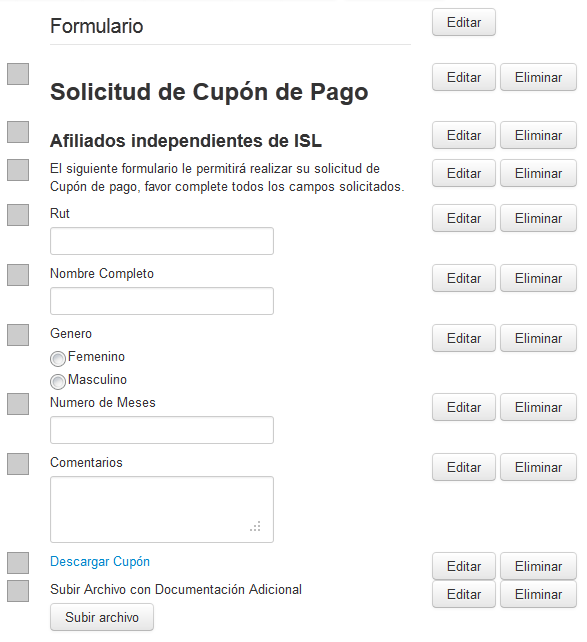 Formulario Editar
Solicitud de Cupón de Pago Editar Eliminar
Afiliados independientes de ISL Editar Eliminar
El siguiente formulario le permitirá realizar su solicitud de Editar Eliminar
Cupón de pago, favor complete todos los campos solicitados.
Rut Editar Eliminar
Nombre Completo Editar Eliminar
Genero Editar Eliminar
Femenino
Masculino
Numero de Meses Editar Eliminar
Comentarios Editar Eliminar
Descargar Cupón Editar Eliminar
Subir Archivo con Documentación Adicional Editar Eliminar
Subir archivo